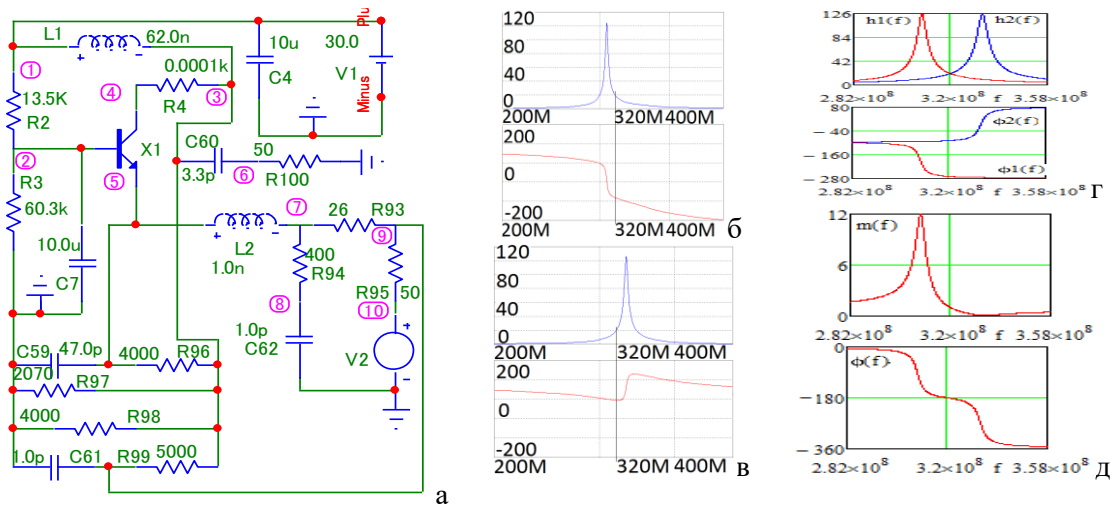 L1
62.0n
Plu
10u
C4
30.0
V1
Minus
①
0.0001k
④
R4
③
13.5K
R2
X1
C60
50
②
R3
60.3k
⑤
3.3p
⑥
R100
⑦
26
R93
⑨
10.0u
C7
L2
1.0n
400
R94
R95
50
⑧
⑩
1.0p
C62
V2
C59
47.0p
4000
R96
2070
R97
4000
R98
1.0p
C61
R99
5000
а
120
80
40
0
200M
320M
400M
200
0
-200
200M
320M
400M
б
120
80
40
0
200M
320M
400M
200
0
-200
200M
320M
400M
в
126
84
42
0
h1(f)
h2(f)
2.82×10⁸
3.2×10⁸
f
3.58×10⁸
80
−40
−160
−280
ϕ2(f)
ϕ1(f)
2.82×10⁸
3.2×10⁸
f
3.58×10⁸
г
12
6
0
m(f)
2.82×10⁸
3.2×10⁸
f
3.58×10⁸
0
−180
−360
ϕ(f)
2.82×10⁸
3.2×10⁸
f
3.58×10⁸
д